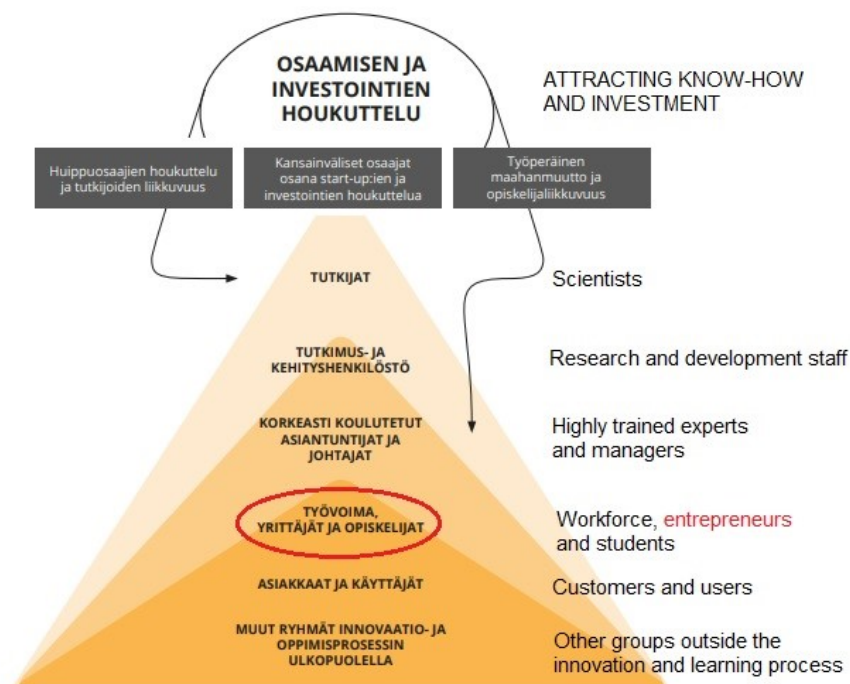 OSAAMISEN JA
INVESTOINTIEN
HOUKUTTELU
ATTRACTING KNOW-HOW
AND INVESTMENT
Huippuosaajien houkuttelu
ja tutkijoiden liikkuvuus
Kansainväliset osaajat
osana start-up:ien ja
investointien houkuttelua
Työperäinen
maahanmuutto ja
opiskelijaliikkuvuus
TUTKIJAT
Scientists
TUTKIMUS- JA
KEHITYSHENKILÖSTÖ
Research and development staff
KORKEASTI KOULUTETUT
ASIANTUNTIJAT JA
JOHTAJAT
Highly trained experts
and managers
TYÖVOIMA,
YRITTÄJÄT JA OPISKELIJAT
Workforce, entrepreneurs
and students
ASIAKKAAT JA KÄYTTÄJÄT
Customers and users
MUUT RYHMÄT INNOVAATIO- JA
OPPIMISPROSESSIN
ULKOPUOLELLA
Other groups outside the
innovation and learning process